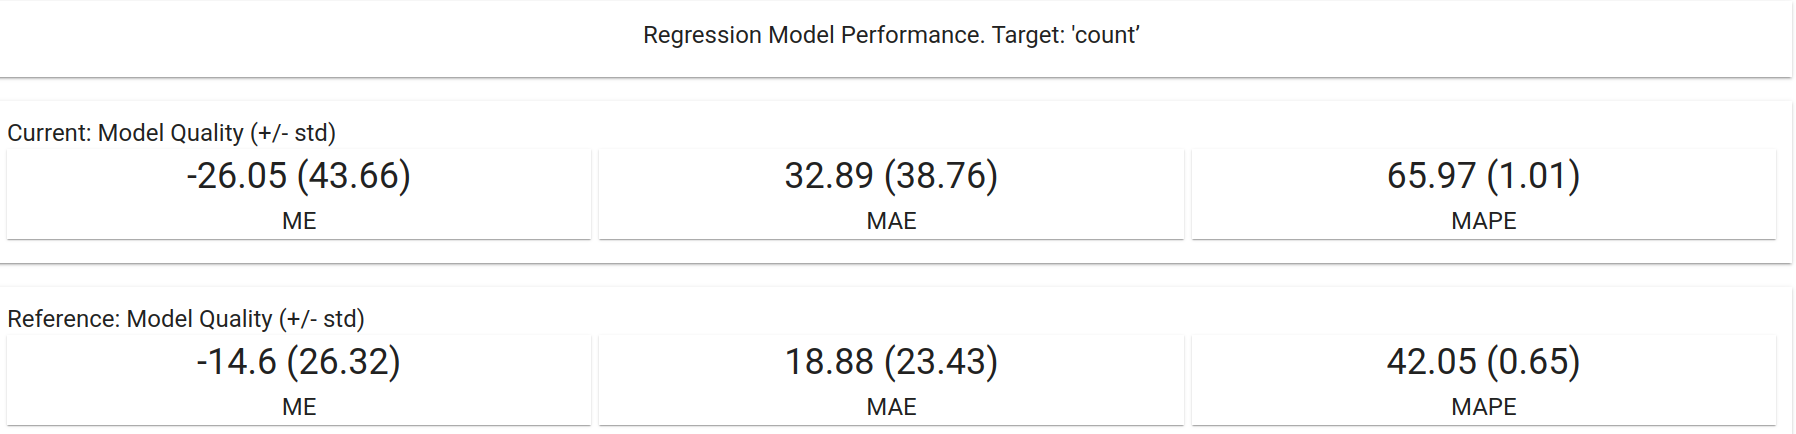 Regression Model Performance. Target: 'count’
Current: Model Quality (+/- std)
-26.05 (43.66)
ME
32.89 (38.76)
MAE
65.97 (1.01)
MAPE
Reference: Model Quality (+/- std)
-14.6 (26.32)
ME
18.88 (23.43)
MAE
42.05 (0.65)
MAPE